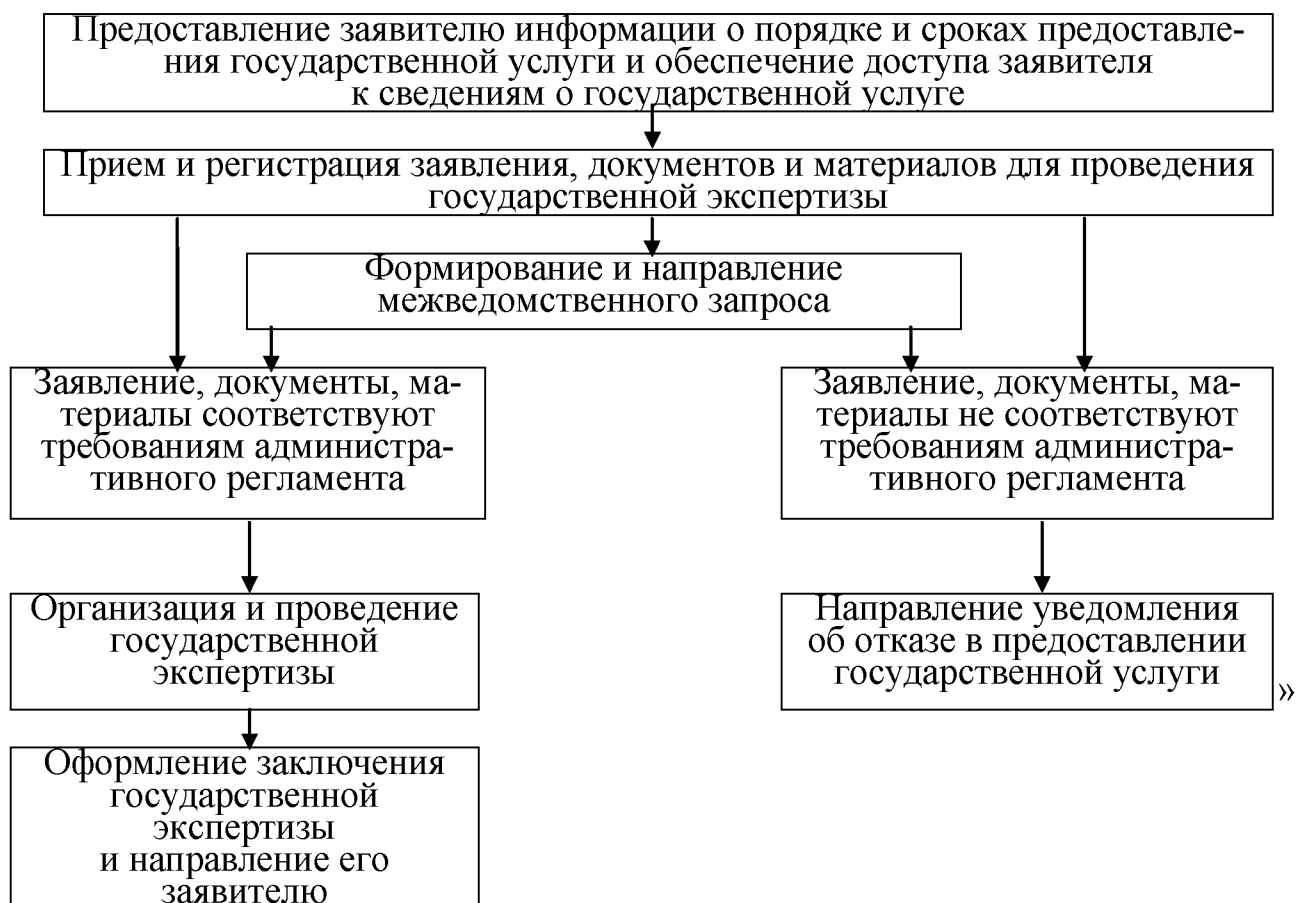 Предоставление заявителю информации о порядке и сроках предоставле-
ния государственной услуги и обеспечение доступа заявителя
к сведениям о государственной услуге
Прием и регистрация заявления, документов и материалов для проведения
государственной экспертизы
Формирование и направление
межведомственного запроса
Заявление, документы, ма-
териалы соответствуют
требованиям администра-
тивного регламента
Заявление, документы, ма-
териалы не соответствуют
требованиям администра-
тивного регламента
Организация и проведение
государственной
экспертизы
Направление уведомления
об отказе в предоставлении
государственной услуги
»
Оформление заключения
государственной
экспертизы
и направление его
заявителю